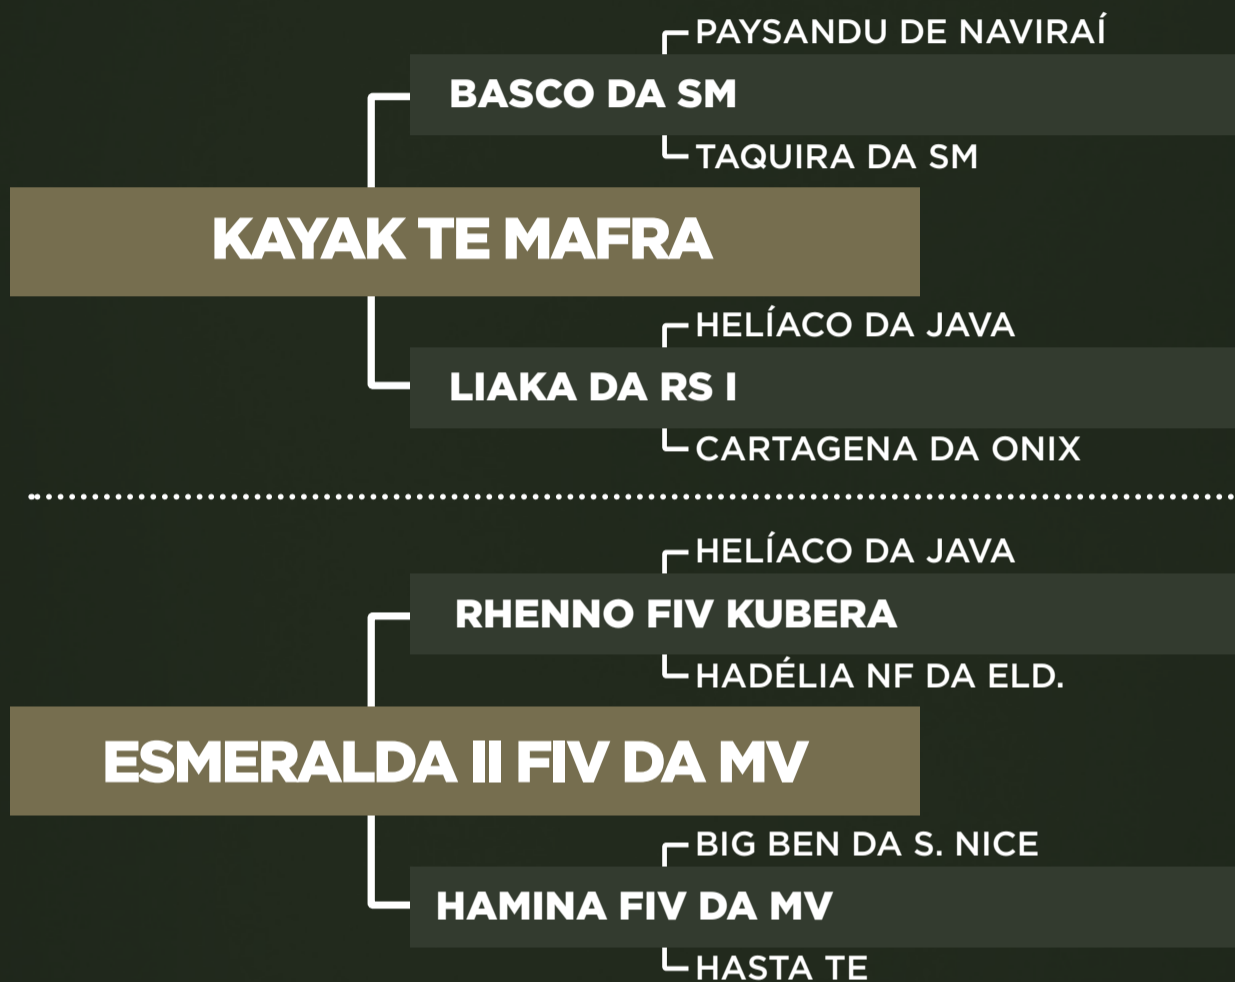 PAYSANDU DE NAVIRAÍ
BASCO DA SM
TAQUIRA DA SM
KAYAK TE MAFRA
HELÍACO DA JAVA
LIAKA DA RS I
CARTAGENA DA ONIX
HELÍACO DA JAVA
RHENNO FIV KUBERA
HADÉLIA NF DA ELD.
ESMERALDA II FIV DA MV
BIG BEN DA S. NICE
HAMINA FIV DA MV
HASTA TE